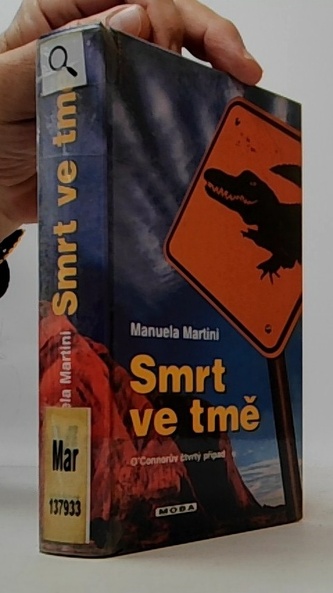 Smrt ve tmě
Manuela Martini
Mar
137933
Manuela Martini
Smrt
ve tmě
O'Connorův čtvrtý případ
MOBA